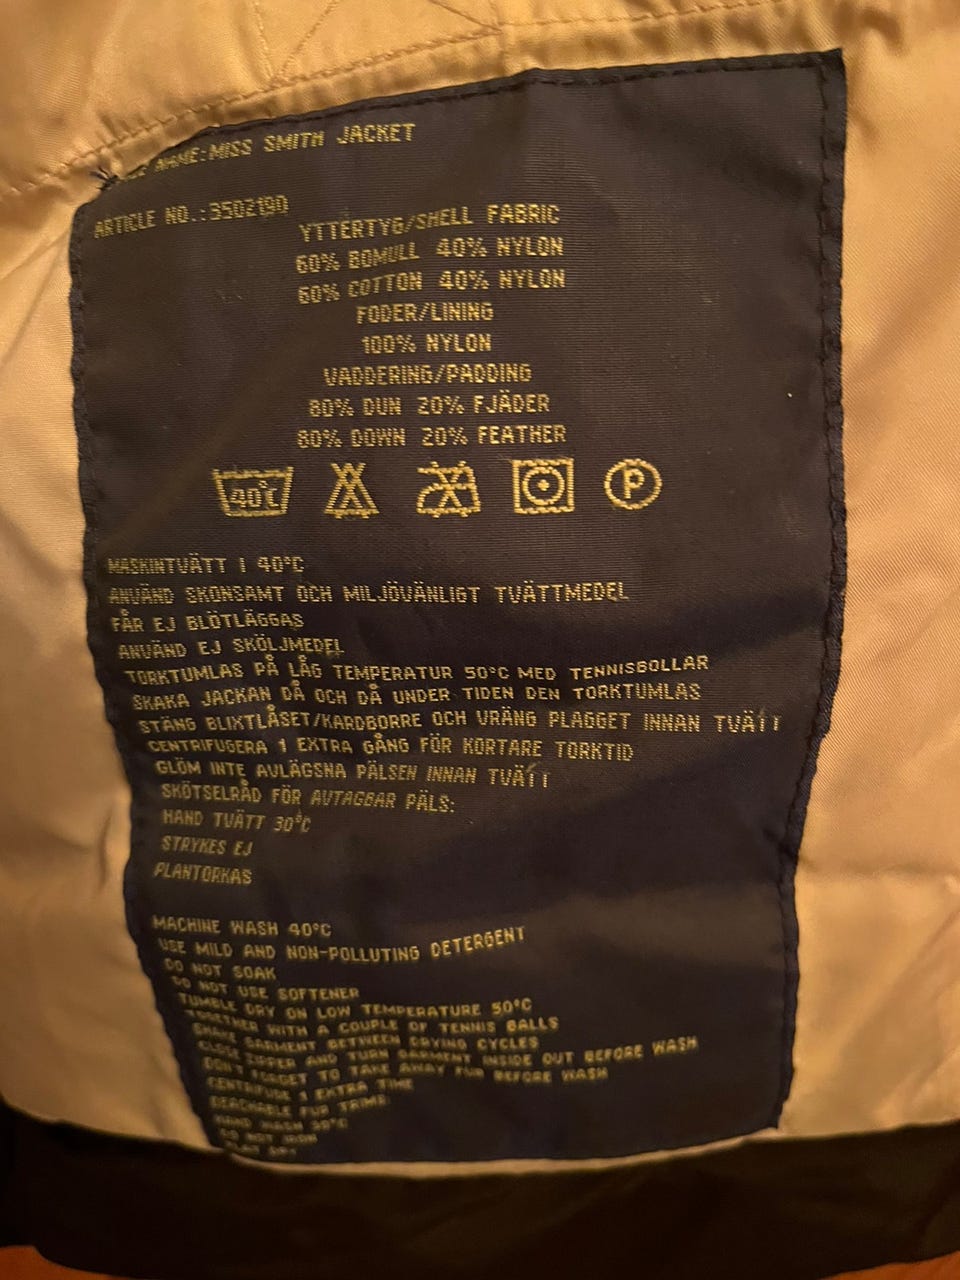 NAME: MISS SMITH JACKET
ARTICLE NO.:3502190
YTTERTYG/SHELL FABRIC
60% BOMULL 40% NYLON
60% COTTON 40% NYLON
FODER/LINING
100% NYLON
VADDERING/PADDING
80% DUN 20% FJÄDER
80% DOWN 20% FEATHER
40°C P
MASKINTVÄTT I 40°C
ANVÄND SKONSAMT OCH MILJÖVÄNLIGT TVÄTTMEDEL
FÅR EJ BLÖTLÄGGAS
ANVÄND EJ SKÖLJMEDEL
TORKTUMLAS PÅ LÅG TEMPERATUR 50°C MED TENNISBOLLAR
SKAKA JACKAN DÅ OCH DÅ UNDER TIDEN DEN TORKTUMLAS
STÄNG BLIXTLÅSET/KARDBORRE OCH VRÄNG PLAGGET INNAN TVÄTT
CENTRIFUGERA 1 EXTRA GÅNG FÖR KORTARE TORKTID
GLÖM INTE AVLÄGSNA PÄLSEN INNAN TVÄTT
SKÖTSELRÅD FÖR AVTAGBAR PÄLS:
HAND TVÄTT 30°C
STRYKES EJ
PLANTORKAS
MACHINE WASH 40°C
USE MILD AND NON-POLLUTING DETERGENT
DO NOT SOAK
DO NOT USE SOFTENER
TUMBLE DRY ON LOW TEMPERATURE 50°C
TOGETHER WITH A COUPLE OF TENNIS BALLS
SHAKE GARMENT BETWEEN DRYING CYCLES
CLOSE ZIPPER AND TURN GARMENT INSIDE OUT BEFORE WASH
DON'T FORGET TO TAKE AWAY FUR BEFORE WASH
CENTRIFUGE 1 EXTRA TIME
DEACHABLE FUR TRIME:
HAND WASH 30°C
DO NOT IRON